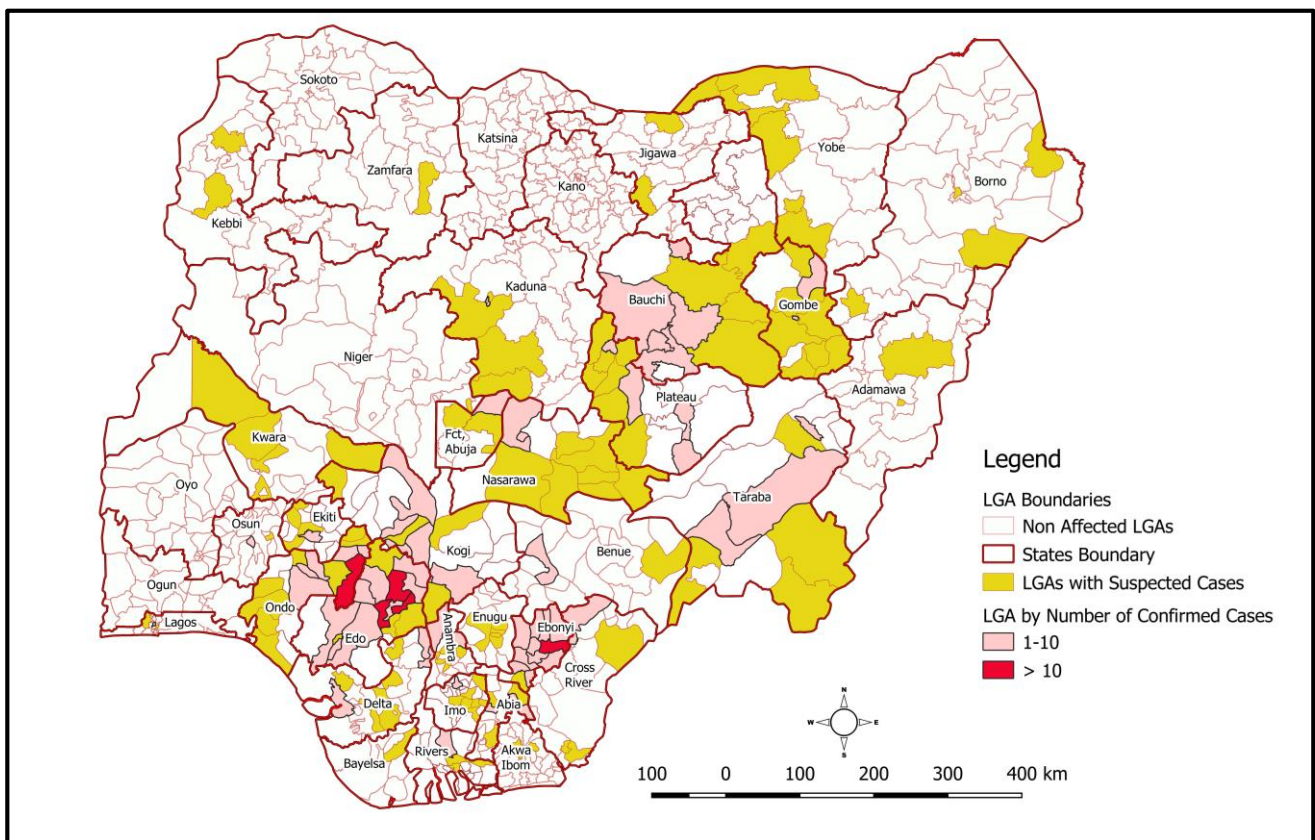 Sokoto
Katsina
Jigawa
Yobe
Zamfara
Kano
Borno
Kebbi
Kaduna
Bauchi
Gombe
Niger
Adamawa
Plateau
Kwara
Fct,
Abuja
Nasarawa
Oyo
Taraba
Osun
Ekiti
Kogi
Benue
Ogun
Ondo
Lagos
Edo
Anambra
Enugu
Ebonyi
Cross
River
Delta
Imo
Abia
Bayelsa
Rivers
Akwa
Ibom
Legend
LGA Boundaries
Non Affected LGAs
States Boundary
LGAs with Suspected Cases
LGA by Number of Confirmed Cases
1-10
> 10
N
W
E
S
100 0 100 200 300 400 km